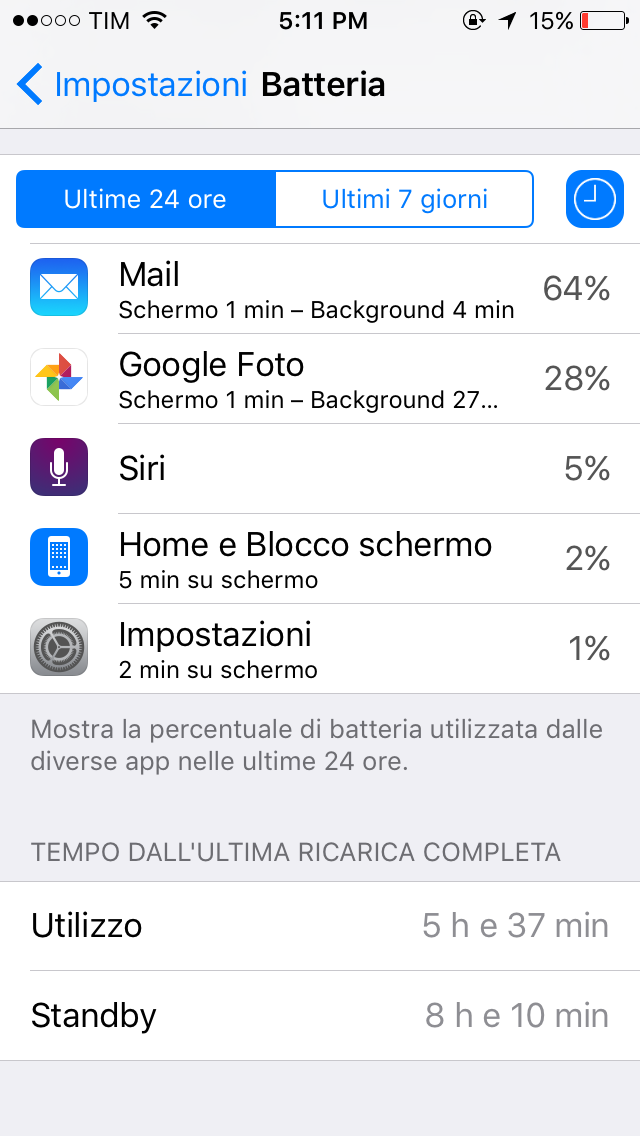 TIM 5:11 PM 15%
Impostazioni Batteria
Ultime 24 ore Ultimi 7 giorni
Mail 64%
Schermo 1 min – Background 4 min
Google Foto 28%
Schermo 1 min – Background 27...
Siri 5%
Home e Blocco schermo 2%
5 min su schermo
Impostazioni 1%
2 min su schermo
Mostra la percentuale di batteria utilizzata dalle
diverse app nelle ultime 24 ore.
TEMPO DALL'ULTIMA RICARICA COMPLETA
Utilizzo 5 h e 37 min
Standby 8 h e 10 min